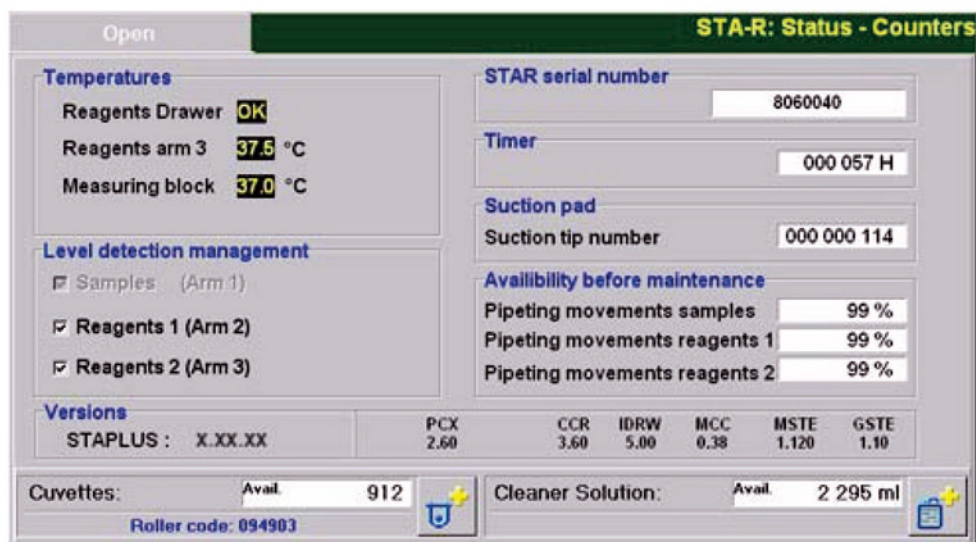 Open
STA-R: Status - Counters
Temperatures
Reagents Drawer OK
Reagents arm 3 37.5 °C
Measuring block 37.0 °C
Level detection management
Samples (Arm 1)
Reagents 1 (Arm 2)
Reagents 2 (Arm 3)
STAR serial number
8060040
Timer
000 057 H
Suction pad
Suction tip number 000 000 114
Availibility before maintenance
Pipeting movements samples 99 %
Pipeting movements reagents 1 99 %
Pipeting movements reagents 2 99 %
Versions
STAPLUS : X.XX.XX
PCX CCR IDRW MCC MSTE GSTE
2.60 3.60 5.00 0.38 1.120 1.10
Cuvettes: Avail. 912
Roller code: 094903
Cleaner Solution: Avail. 2 295 ml